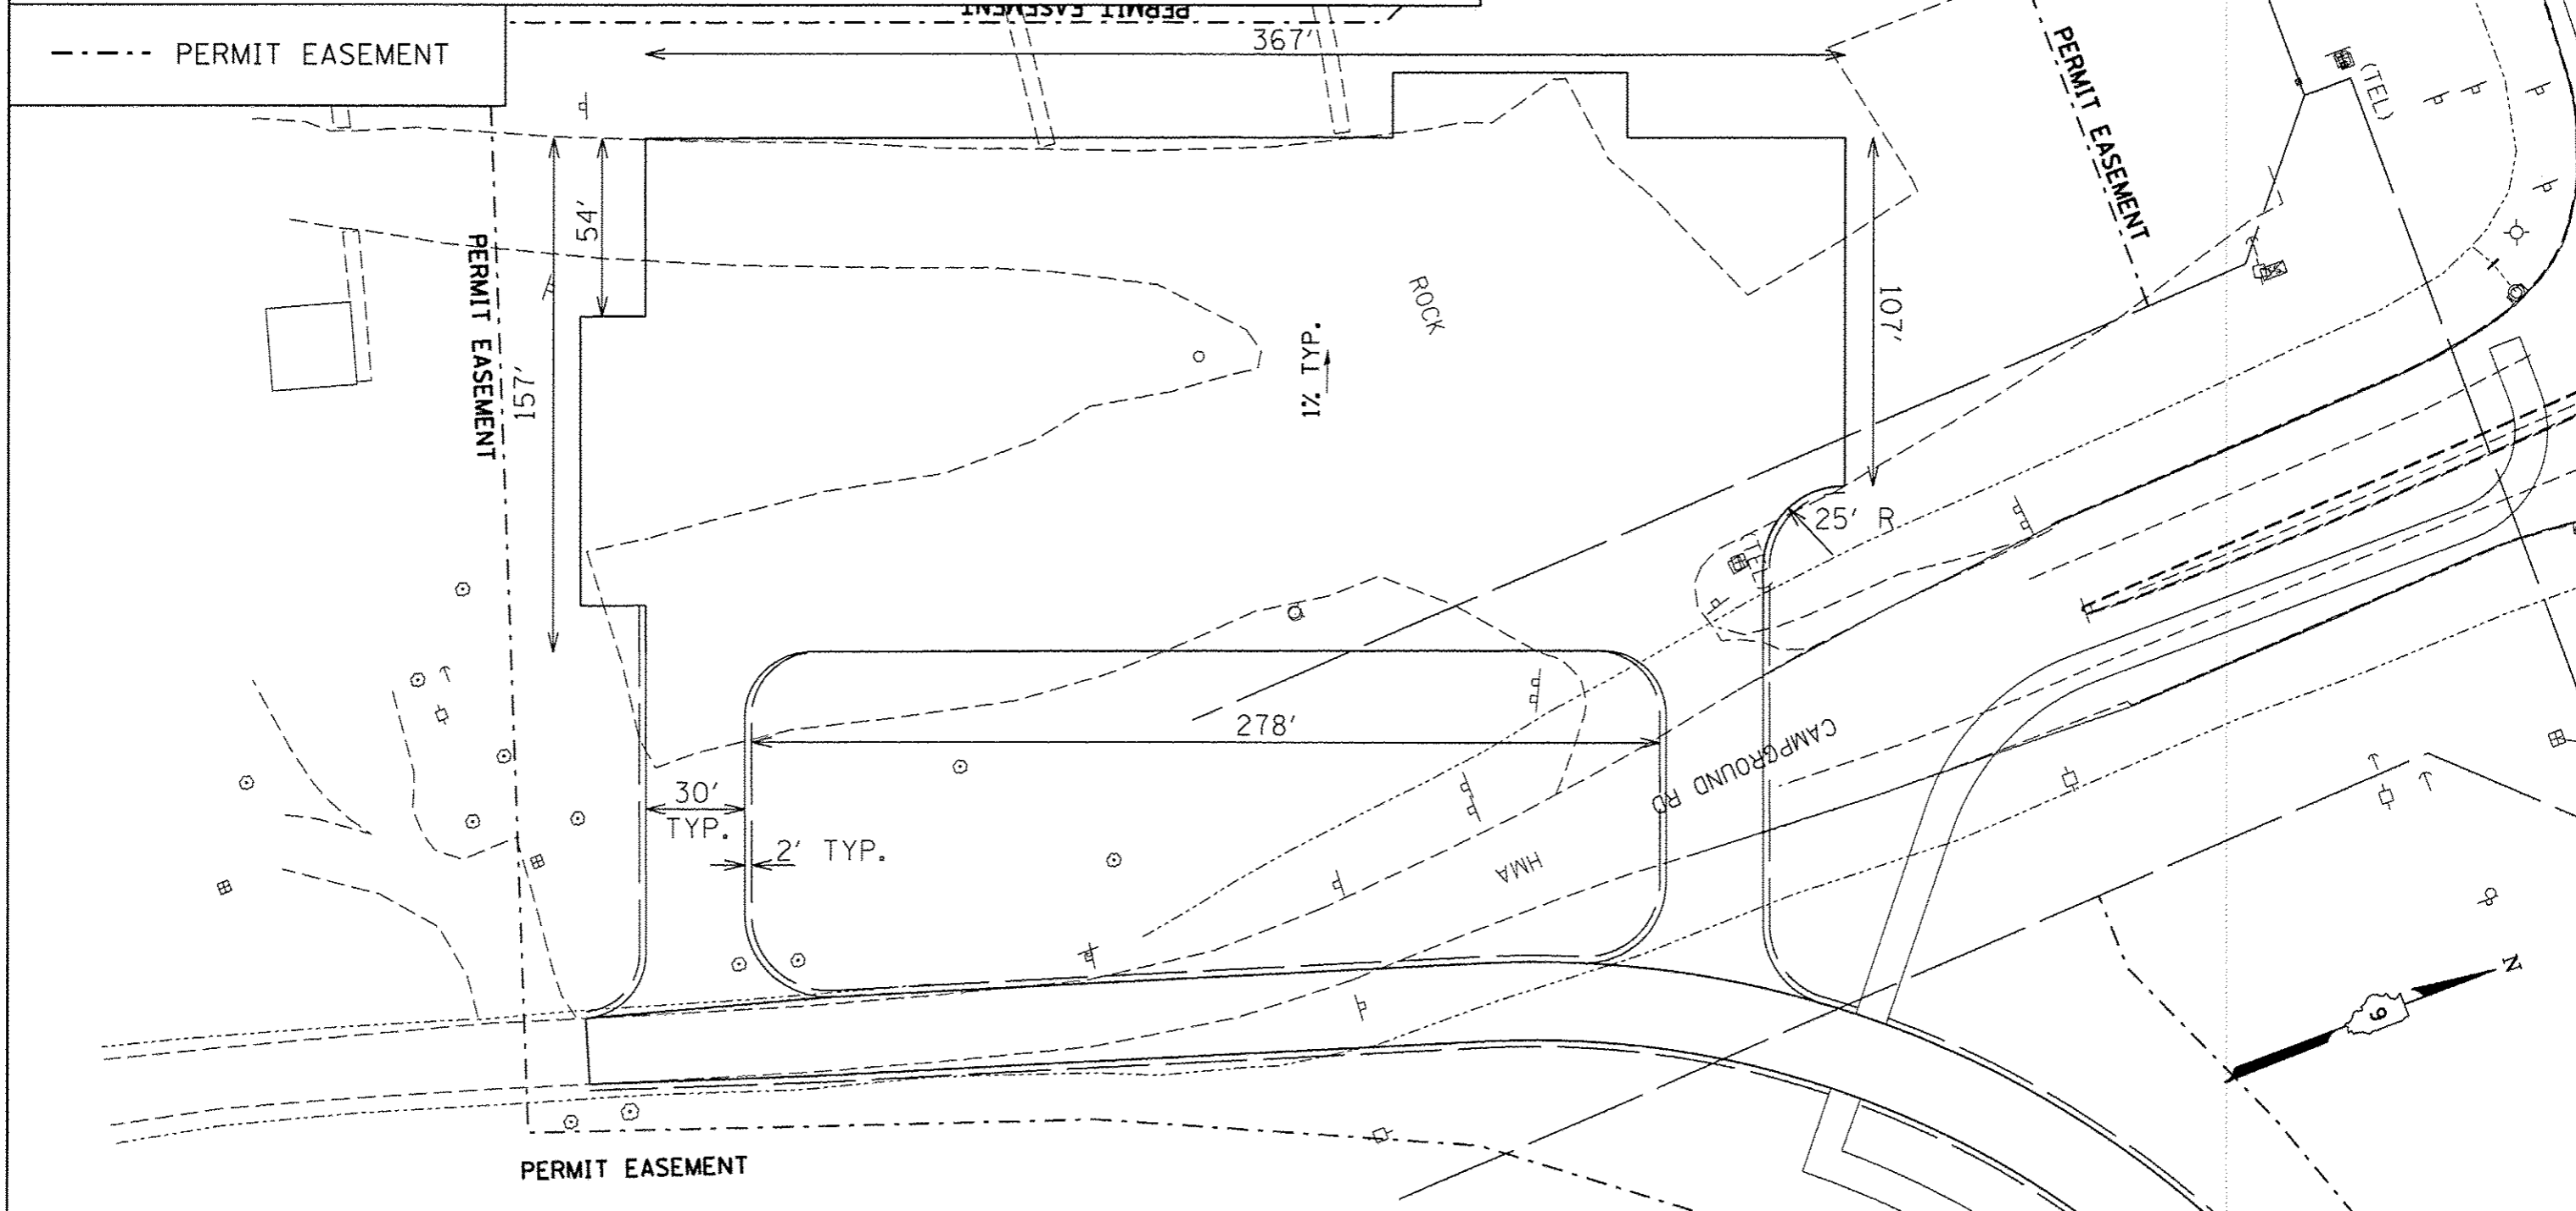 PERMIT EASEMENT
PERMIT EASEMENT
367'
PERMIT EASEMENT
(TEL)
54'
PERMIT EASEMENT
157'
ROCK
1% TYP.
107'
25' R
(TEL)
278'
CAMPGROUND RD
30'
TYP.
2' TYP.
HMA
N
9
PERMIT EASEMENT